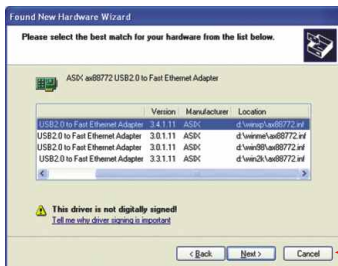 Found New Hardware Wizard
Please select the best match for your hardware from the list below.
ASIX ax88772 USB2.0 to Fast Ethernet Adapter
Version Manufacturer Location
USB2.0 to Fast Ethernet Adapter 3.4.1.11 ASIX d:\winxp\ax88772.inf
USB2.0 to Fast Ethernet Adapter 3.0.1.11 ASIX d:\winme\ax88772.inf
USB2.0 to Fast Ethernet Adapter 3.0.1.11 ASIX d:\win98\ax88772.inf
USB2.0 to Fast Ethernet Adapter 3.3.1.11 ASIX d:\win2k\ax88772.inf
This driver is not digitally signed!
Tell me why driver signing is important
< Back Next > Cancel